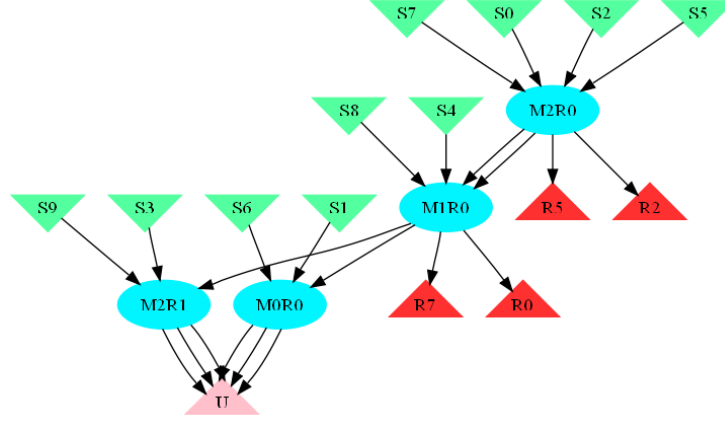 S7 S0 S2 S5
M2R0
S8 S4
M1R0 R5 R2
S9 S3 S6 S1
M2R1 M0R0 R7 R0
U